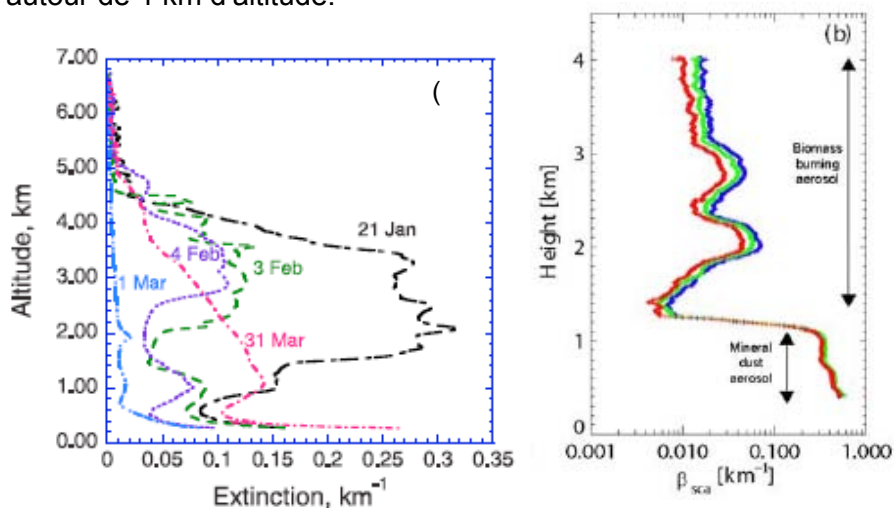 autour de 1 km d'altitude.
(
7.00
6.00
5.00
4.00
3.00
2.00
1.00
0.00
Altitude, km
21 Jan
4 Feb
3 Feb
1 Mar
31 Mar
0
0.05
0.1
0.15
0.2
0.25
0.3
0.35
Extinction, km⁻¹
(b)
4
3
2
1
0
Height [km]
Biomass
burning
aerosol
Mineral
dust
aerosol
0.001
0.010
0.100
1.000
β sca [km⁻¹]